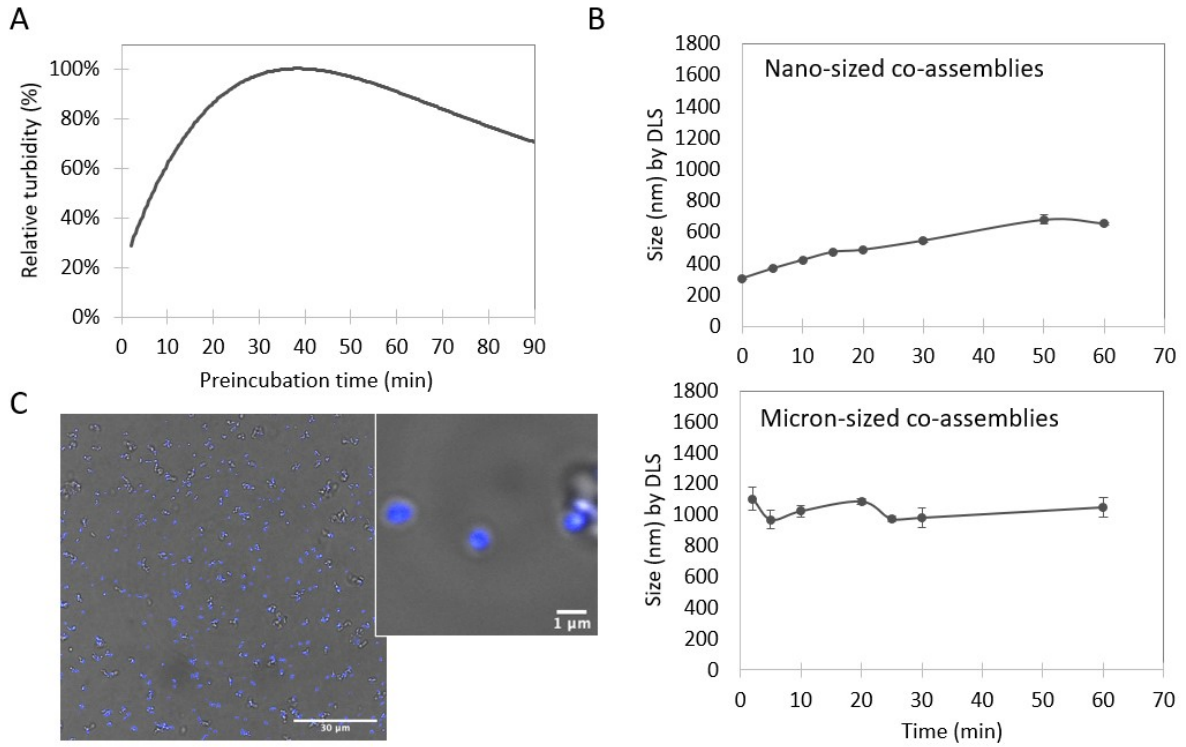 A
100%
80%
60%
40%
20%
0%
Relative turbidity (%)
0 10 20 30 40 50 60 70 80 90
Preincubation time (min)
B
Nano-sized co-assemblies
1800
1600
1400
1200
1000
800
600
400
200
0
Size (nm) by DLS
0 10 20 30 40 50 60 70
Micron-sized co-assemblies
1800
1600
1400
1200
1000
800
600
400
200
0
Size (nm) by DLS
0 10 20 30 40 50 60 70
Time (min)
C
1 μm
30 μm